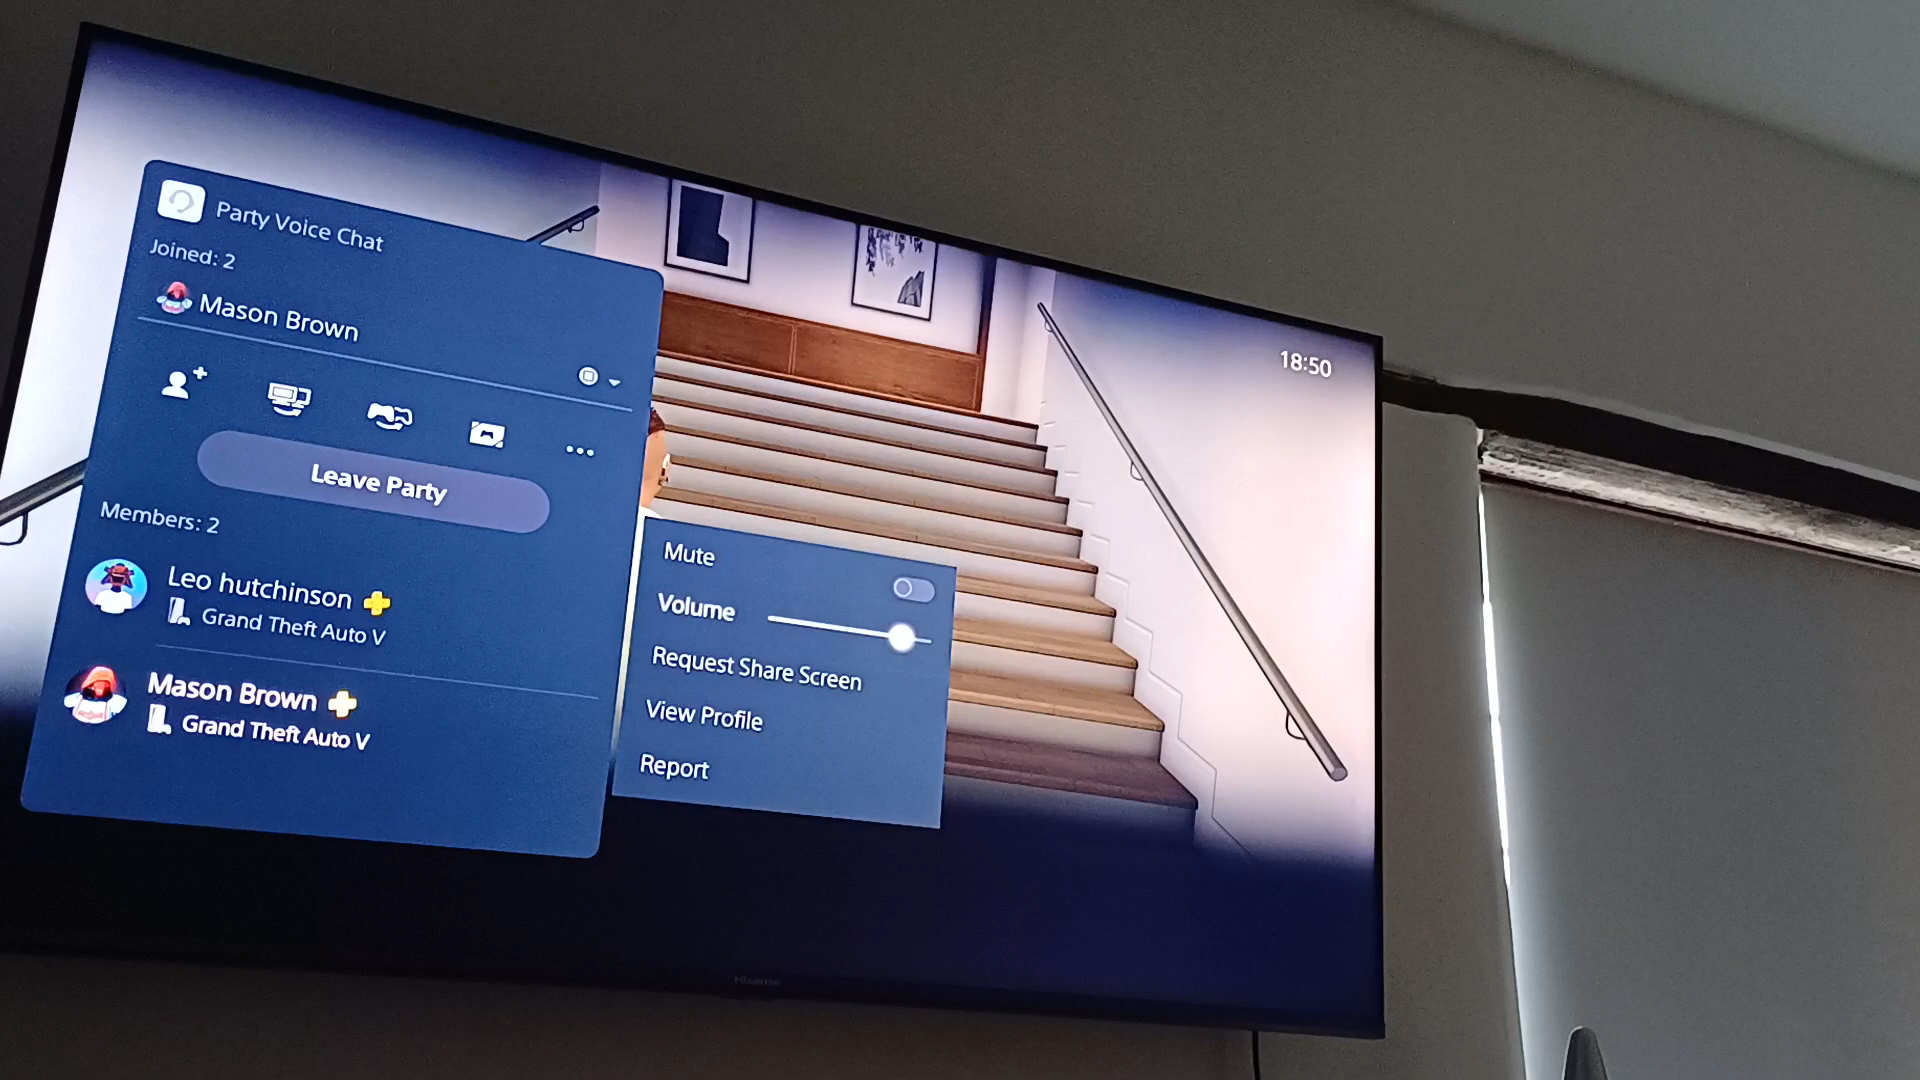 Party Voice Chat
Joined: 2
Mason Brown
18:50
Leave Party
Members: 2
Leo hutchinson
Grand Theft Auto V
Mason Brown
Grand Theft Auto V
Mute
Volume
Request Share Screen
View Profile
Report
Hisense